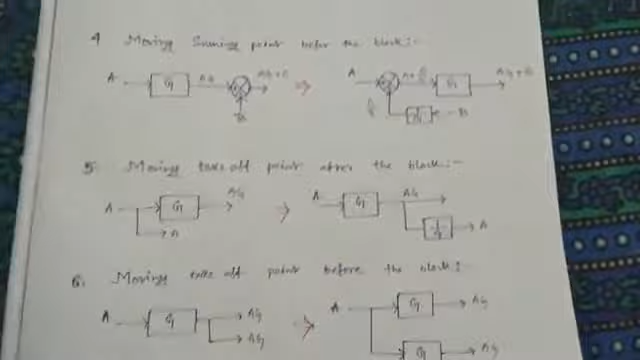 4 Moving Suming point befor the block:-
A G AG AG+B ⇒ A G AG+B
B B
5. Moving take off point after the block:-
A G AG ⇒ A G AG
A A
6. Moving take off point before the block:-
A G AG ⇒ A G AG
AG G AG